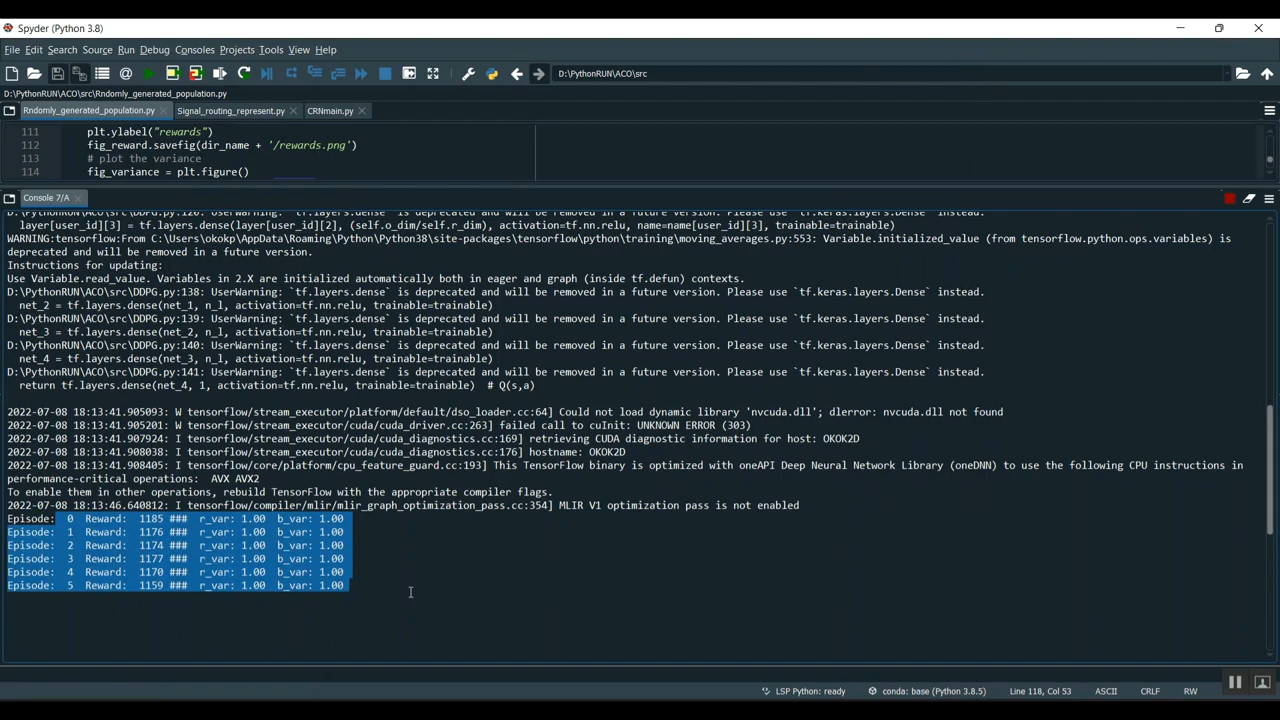 Spyder (Python 3.8)
File Edit Search Source Run Debug Consoles Projects Tools View Help
D:\PythonRUN\ACO\src
D:\PythonRUN\ACO\src\Rndomly_generated_population.py
Rndomly_generated_population.py Signal_routing_represent.py CRNmain.py
111 plt.ylabel("rewards")
112 fig_reward.savefig(dir_name + '/rewards.png')
113 # plot the variance
114 fig_variance = plt.figure()
Console 7/A
D:\PythonRUN\ACO\src\DDPG.py:126: UserWarning: `tf.layers.dense` is deprecated and will be removed in a future version. Please use `tf.keras.layers.Dense` instead.
layer[user_id][3] = tf.layers.dense(layer[user_id][2], (self.o_dim/self.r_dim), activation=tf.nn.relu, name=name[user_id][3], trainable=trainable)
WARNING:tensorflow:From C:\Users\okokp\AppData\Roaming\Python\Python38\site-packages\tensorflow\python\training\moving_averages.py:553: Variable.initialized_value (from tensorflow.python.ops.variables) is
deprecated and will be removed in a future version.
Instructions for updating:
Use Variable.read_value. Variables in 2.X are initialized automatically both in eager and graph (inside tf.defun) contexts.
D:\PythonRUN\ACO\src\DDPG.py:138: UserWarning: `tf.layers.dense` is deprecated and will be removed in a future version. Please use `tf.keras.layers.Dense` instead.
net_2 = tf.layers.dense(net_1, n_l, activation=tf.nn.relu, trainable=trainable)
D:\PythonRUN\ACO\src\DDPG.py:139: UserWarning: `tf.layers.dense` is deprecated and will be removed in a future version. Please use `tf.keras.layers.Dense` instead.
net_3 = tf.layers.dense(net_2, n_l, activation=tf.nn.relu, trainable=trainable)
D:\PythonRUN\ACO\src\DDPG.py:140: UserWarning: `tf.layers.dense` is deprecated and will be removed in a future version. Please use `tf.keras.layers.Dense` instead.
net_4 = tf.layers.dense(net_3, n_l, activation=tf.nn.relu, trainable=trainable)
D:\PythonRUN\ACO\src\DDPG.py:141: UserWarning: `tf.layers.dense` is deprecated and will be removed in a future version. Please use `tf.keras.layers.Dense` instead.
return tf.layers.dense(net_4, 1, activation=tf.nn.relu, trainable=trainable) # Q(s,a)
2022-07-08 18:13:41.905093: W tensorflow/stream_executor/platform/default/dso_loader.cc:64] Could not load dynamic library 'nvcuda.dll'; dlerror: nvcuda.dll not found
2022-07-08 18:13:41.905201: W tensorflow/stream_executor/cuda/cuda_driver.cc:263] failed call to cuInit: UNKNOWN ERROR (303)
2022-07-08 18:13:41.907924: I tensorflow/stream_executor/cuda/cuda_diagnostics.cc:169] retrieving CUDA diagnostic information for host: OKOK2D
2022-07-08 18:13:41.908038: I tensorflow/stream_executor/cuda/cuda_diagnostics.cc:176] hostname: OKOK2D
2022-07-08 18:13:41.908405: I tensorflow/core/platform/cpu_feature_guard.cc:193] This TensorFlow binary is optimized with oneAPI Deep Neural Network Library (oneDNN) to use the following CPU instructions in
performance-critical operations: AVX AVX2
To enable them in other operations, rebuild TensorFlow with the appropriate compiler flags.
2022-07-08 18:13:46.640812: I tensorflow/compiler/mlir/mlir_graph_optimization_pass.cc:354] MLIR V1 optimization pass is not enabled
Episode: 0 Reward: 1185 ### r_var: 1.00 b_var: 1.00
Episode: 1 Reward: 1176 ### r_var: 1.00 b_var: 1.00
Episode: 2 Reward: 1174 ### r_var: 1.00 b_var: 1.00
Episode: 3 Reward: 1177 ### r_var: 1.00 b_var: 1.00
Episode: 4 Reward: 1170 ### r_var: 1.00 b_var: 1.00
Episode: 5 Reward: 1159 ### r_var: 1.00 b_var: 1.00
LSP Python: ready conda: base (Python 3.8.5) Line 118, Col 53 ASCII CRLF RW